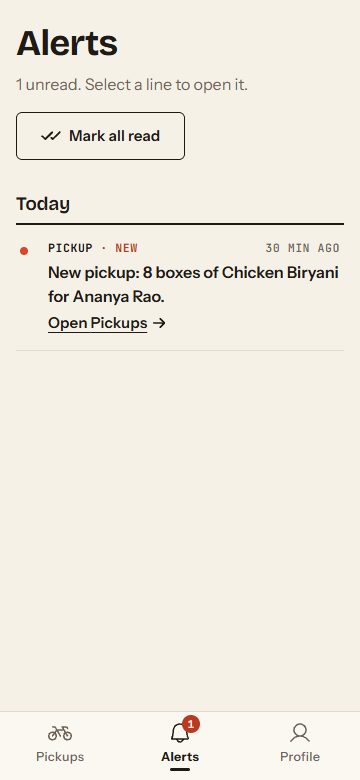 Alerts
1 unread. Select a line to open it.
Mark all read
Today
PICKUP · NEW 30 MIN AGO
New pickup: 8 boxes of Chicken Biryani
for Ananya Rao.
Open Pickups →
1
Pickups Alerts Profile